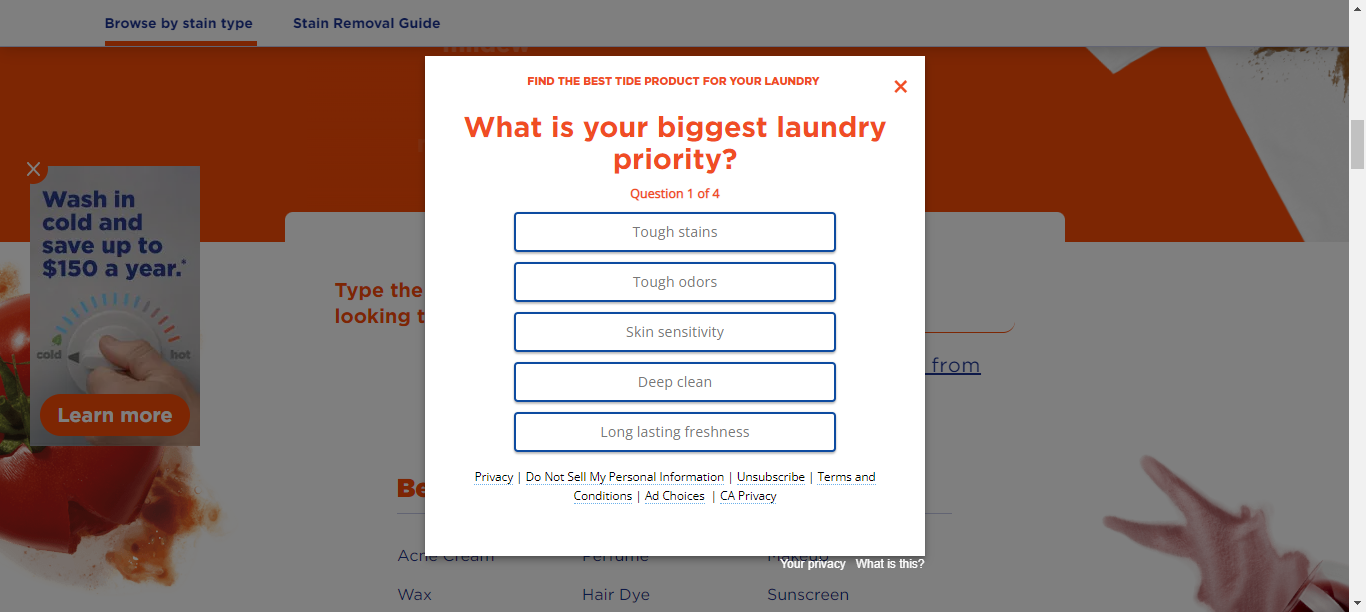 Browse by stain type
Stain Removal Guide
mildew
FIND THE BEST TIDE PRODUCT FOR YOUR LAUNDRY
What is your biggest laundry
priority?
Question 1 of 4
Tough stains
Tough odors
Skin sensitivity
Deep clean
Long lasting freshness
Privacy | Do Not Sell My Personal Information | Unsubscribe | Terms and
Conditions | Ad Choices | CA Privacy
Your privacy What is this?
Wash in
cold and
save up to
$150 a year.*
cold
hot
Learn more
Type the
looking t
from
Be
Acne Cream
Perfume
Makeup
Wax
Hair Dye
Sunscreen